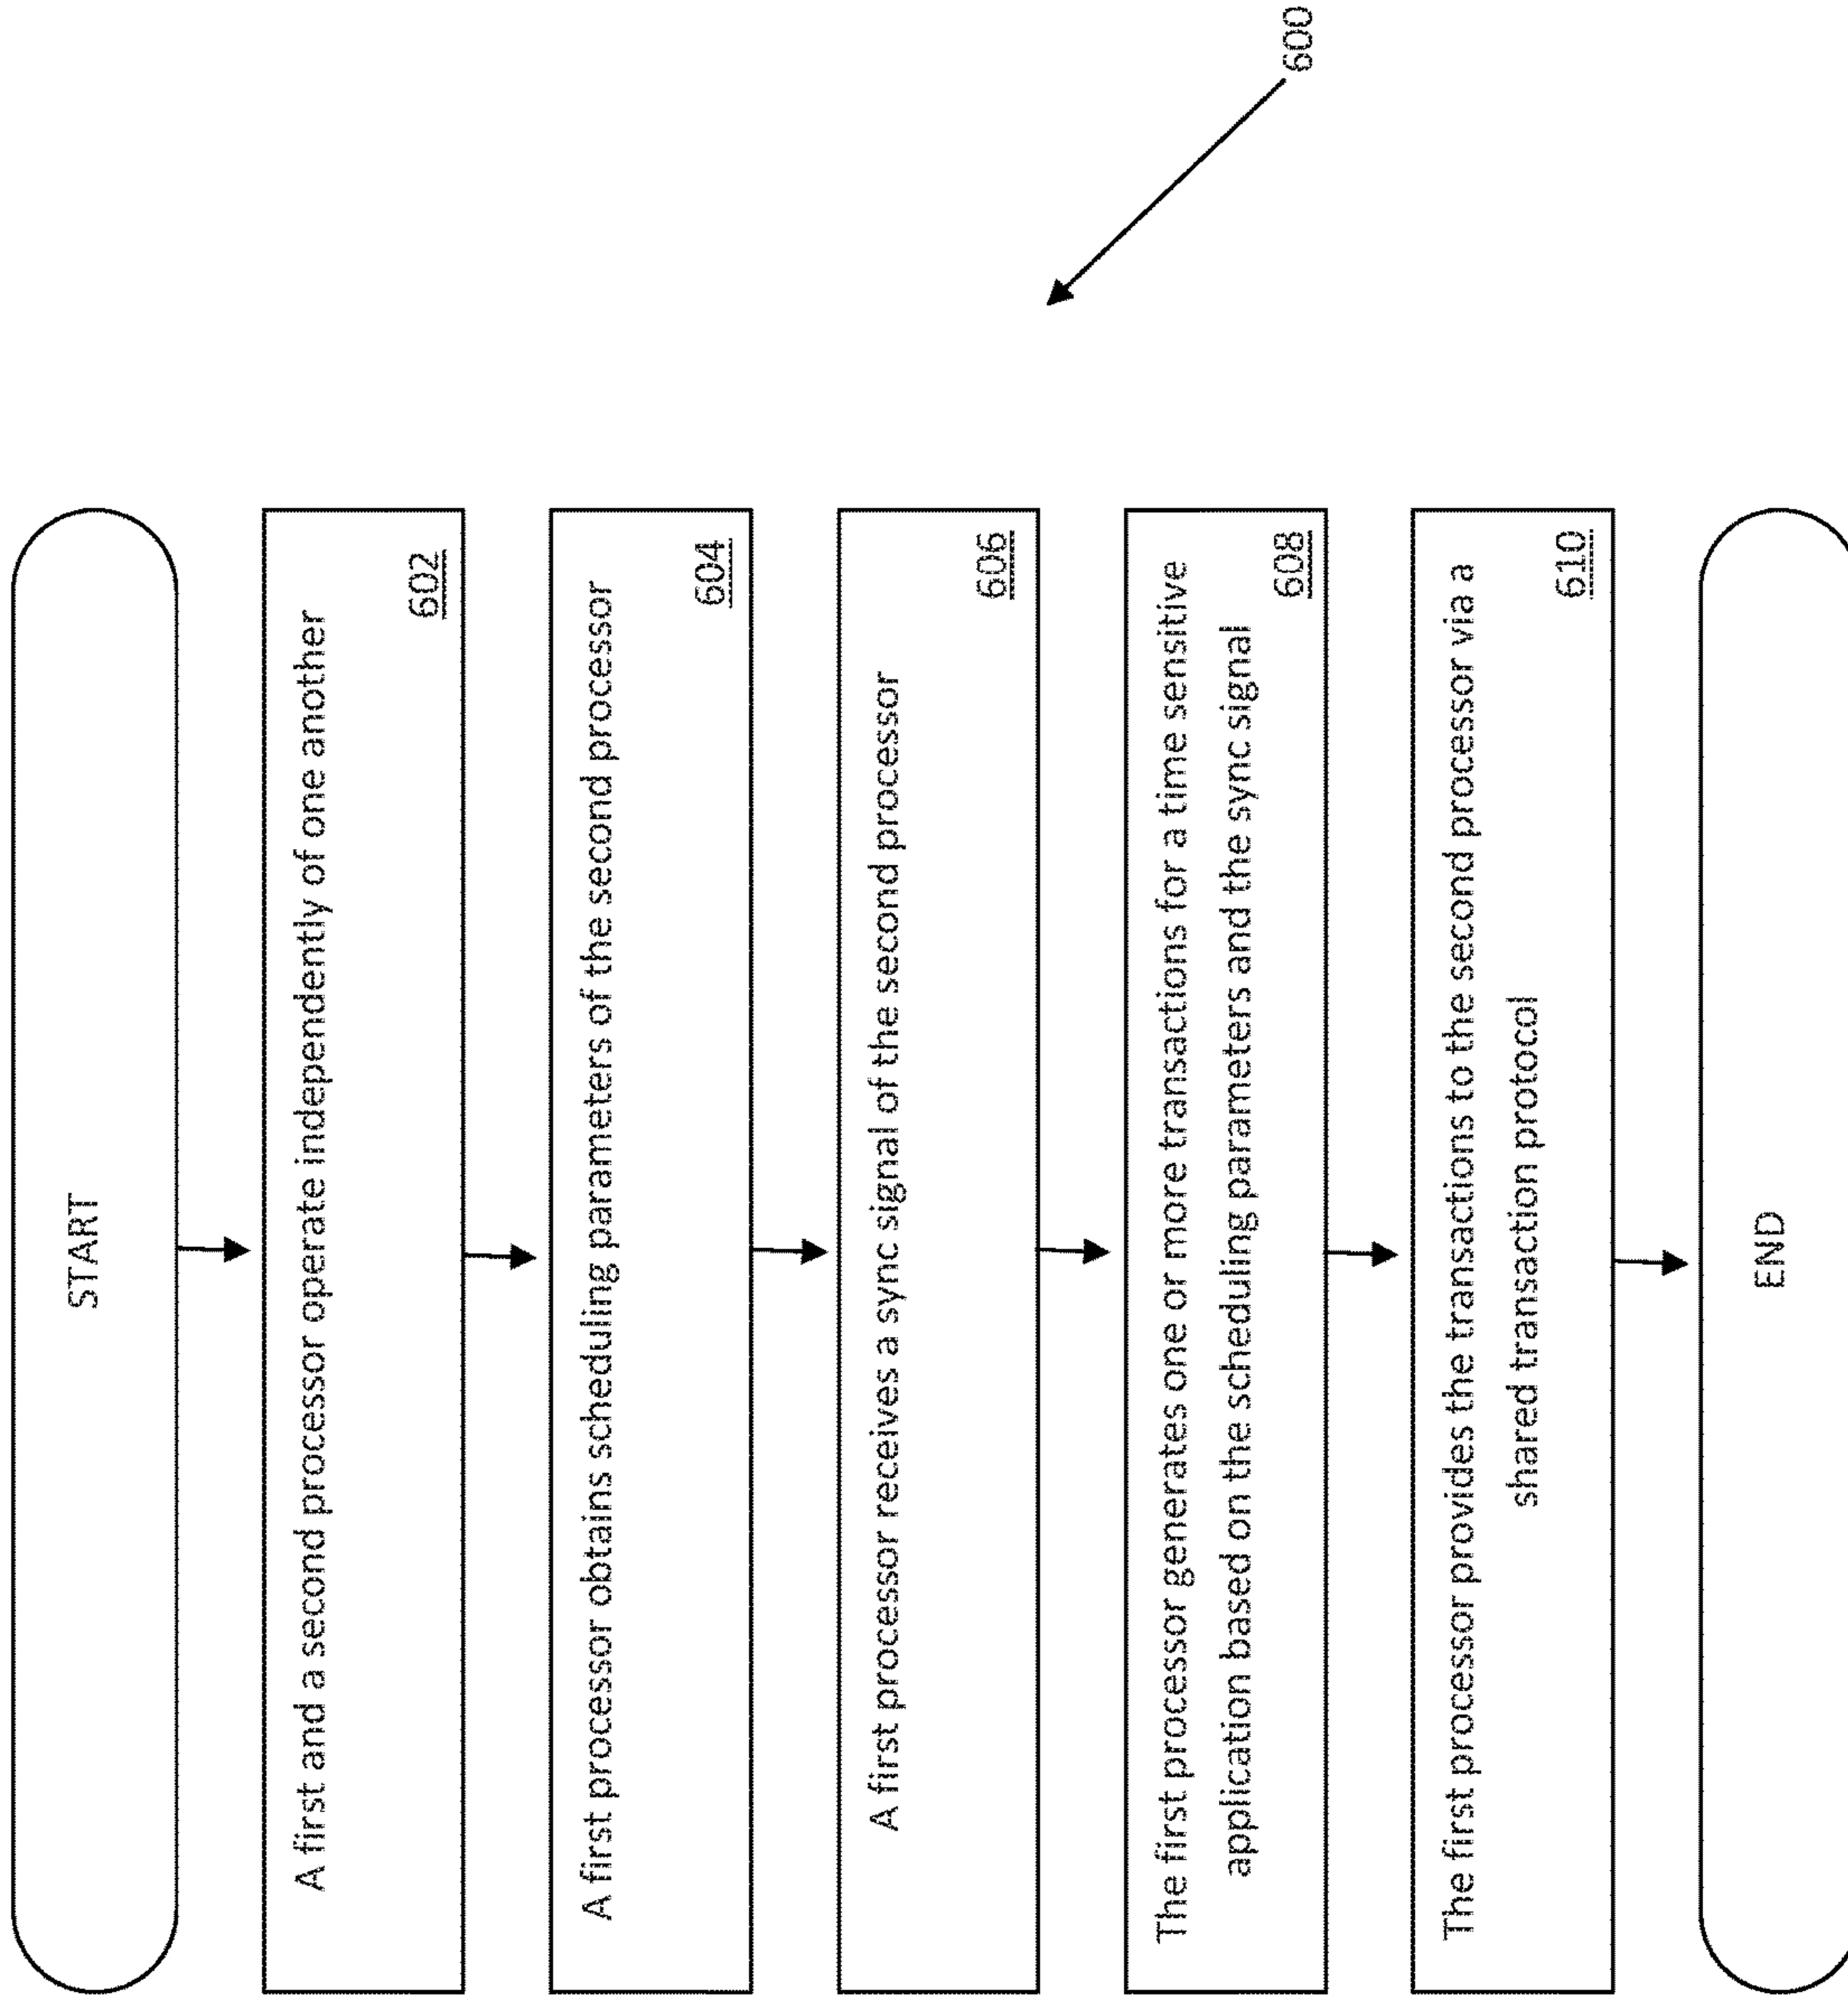 START
A first and a second processor operate independently of one another
602
A first processor obtains scheduling parameters of the second processor
604
A first processor receives a sync signal of the second processor
606
The first processor generates one or more transactions for a time sensitive
application based on the scheduling parameters and the sync signal
608
The first processor provides the transactions to the second processor via a
shared transaction protocol
610
END
600